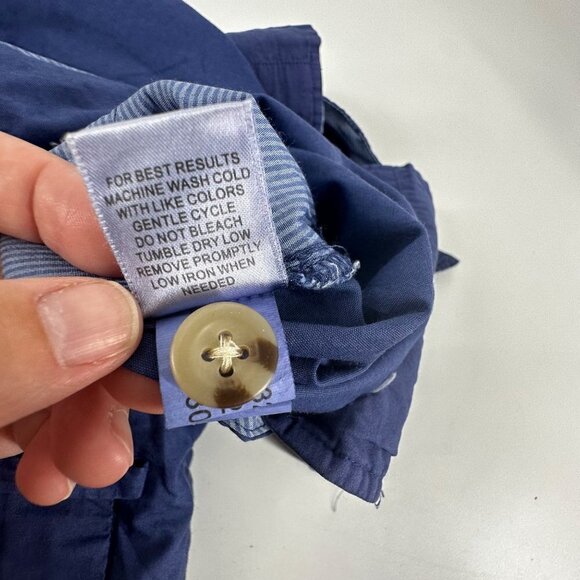 FOR BEST RESULTS
MACHINE WASH COLD
WITH LIKE COLORS
GENTLE CYCLE
DO NOT BLEACH
TUMBLE DRY LOW
REMOVE PROMPTLY
LOW IRON WHEN
NEEDED